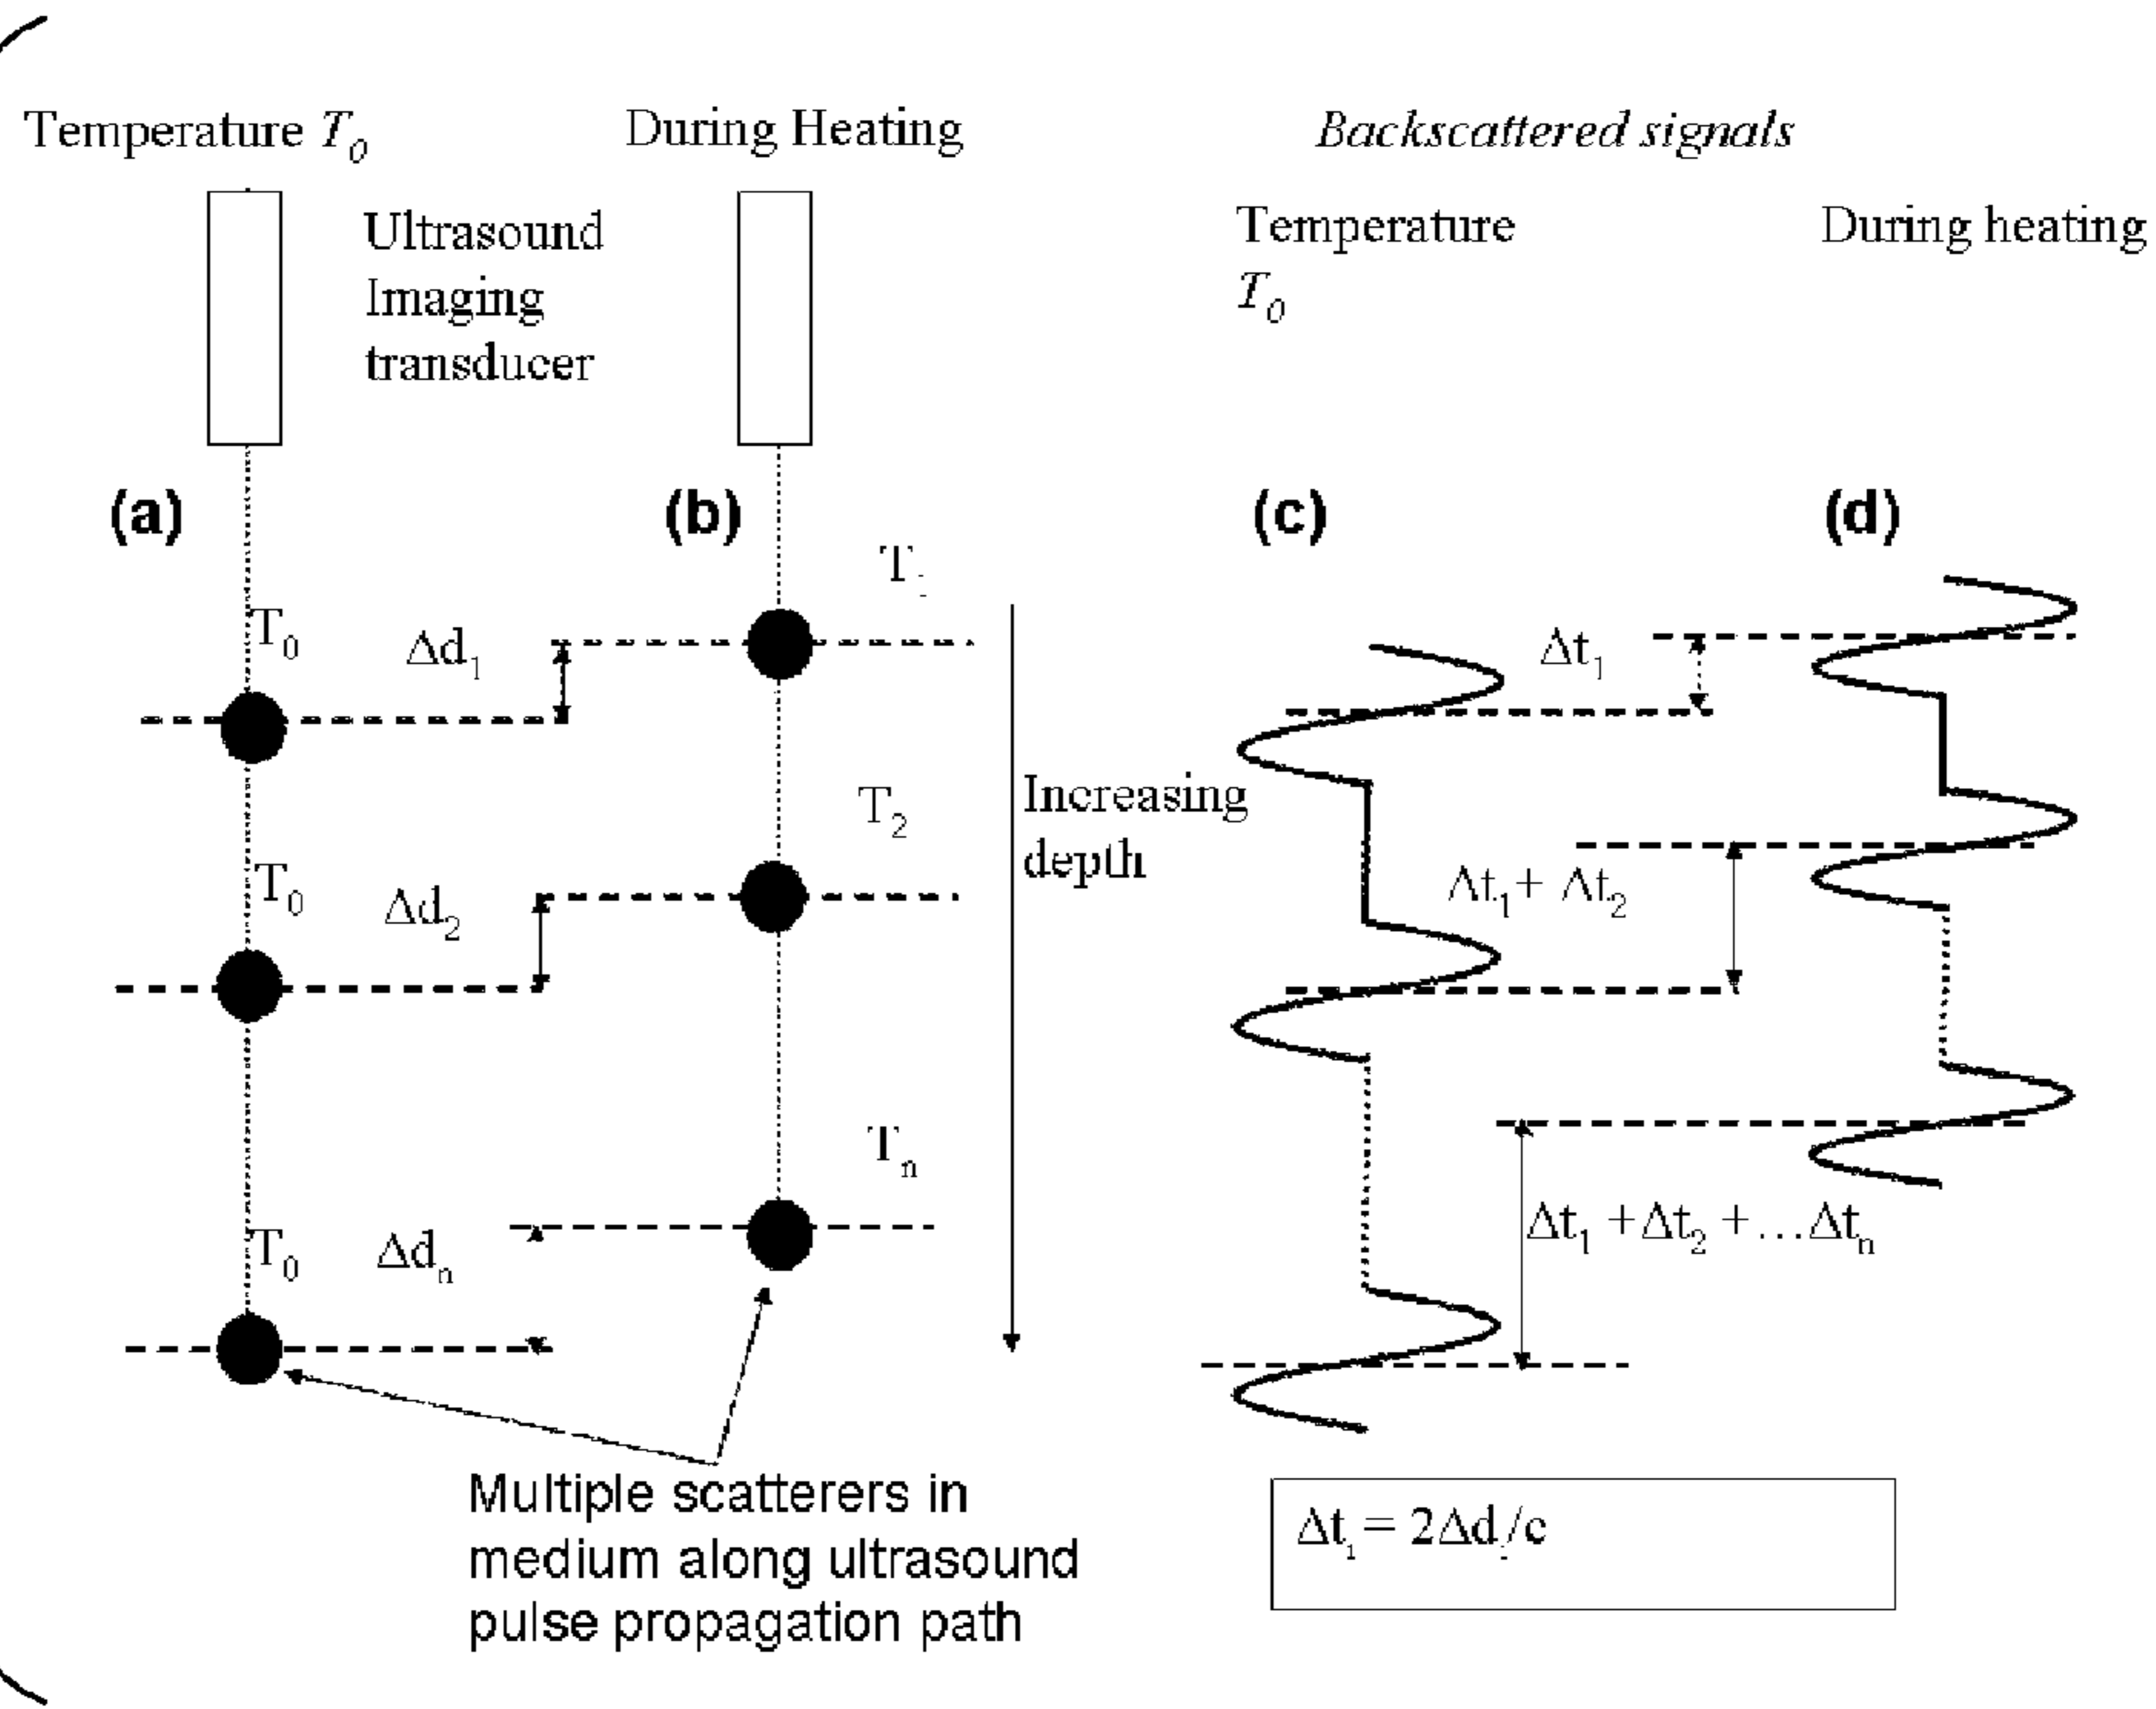 Temperature T₀
During Heating
Backscattered signals
Ultrasound
Imaging
transducer
Temperature
T₀
During heating
(a)
(b)
(c)
(d)
T
T₀
Δd₁
Δt₁
T₂
Increasing
depth
T₀
Δd₂
Δt₁+ Δt₂
Tₙ
T₀
Δdₙ
Δt₁ +Δt₂ +...Δtₙ
Multiple scatterers in
medium along ultrasound
pulse propagation path
Δtᵢ = 2Δdᵢ/c